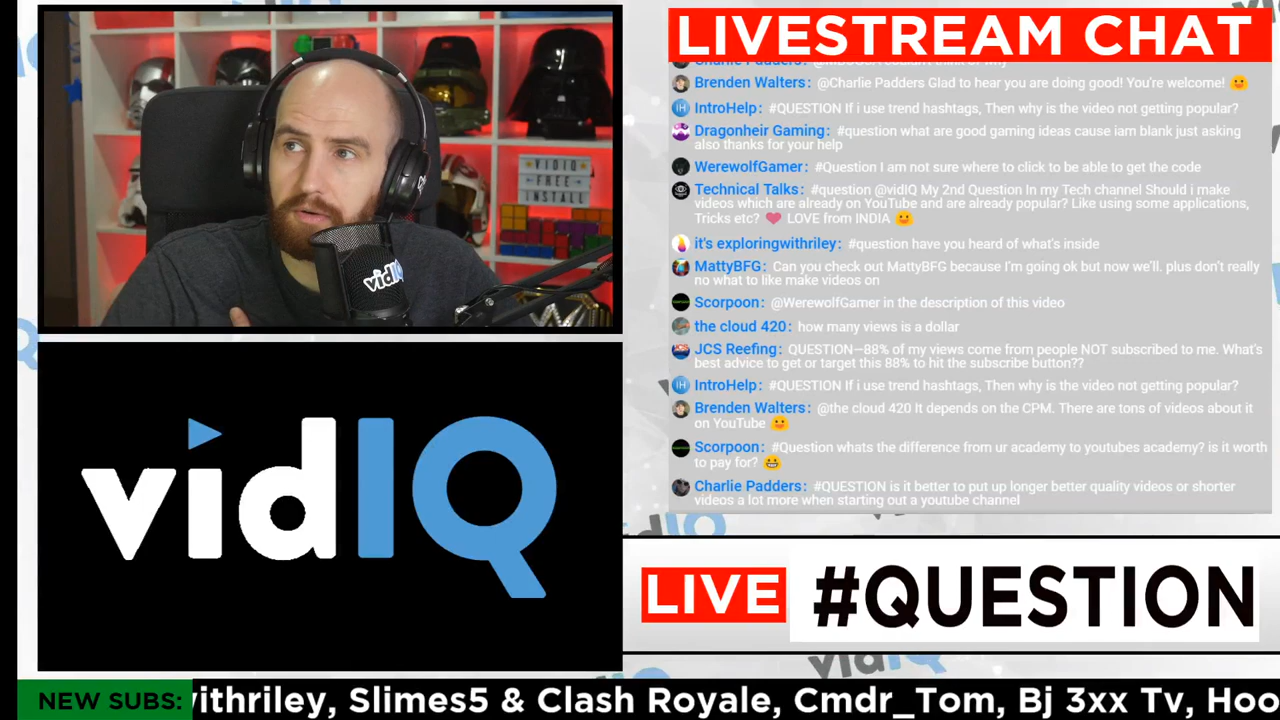 LIVESTREAM CHAT
Brenden Walters: @Charlie Padders Glad to hear you are doing good! You're welcome! 🙂
IntroHelp: #QUESTION If i use trend hashtags, Then why is the video not getting popular?
Dragonheir Gaming: #question what are good gaming ideas cause iam blank just asking
also thanks for your help
WerewolfGamer: #Question I am not sure where to click to be able to get the code
Technical Talks: #question @vidIQ My 2nd Question In my Tech channel Should i make
videos which are already on YouTube and are already popular? Like using some applications,
Tricks etc? ❤ LOVE from INDIA 🙂
it's exploringwithriley: #question have you heard of what's inside
MattyBFG: Can you check out MattyBFG because I'm going ok but now we'll. plus don't really
no what to like make videos on
Scorpoon: @WerewolfGamer in the description of this video
the cloud 420: how many views is a dollar
JCS Reefing: QUESTION—88% of my views come from people NOT subscribed to me. What's
best advice to get or target this 88% to hit the subscribe button??
IntroHelp: #QUESTION If i use trend hashtags, Then why is the video not getting popular?
Brenden Walters: @the cloud 420 It depends on the CPM. There are tons of videos about it
on YouTube 🙂
Scorpoon: #Question whats the difference from ur academy to youtubes academy? is it worth
to pay for? 😁
Charlie Padders: #QUESTION is it better to put up longer better quality videos or shorter
videos a lot more when starting out a youtube channel
VIDIQ
FREE
INSTALL
vidIQ
vidIQ
LIVE #QUESTION
NEW SUBS: withriley, Slimes5 & Clash Royale, Cmdr_Tom, Bj 3xx Tv, Hoo